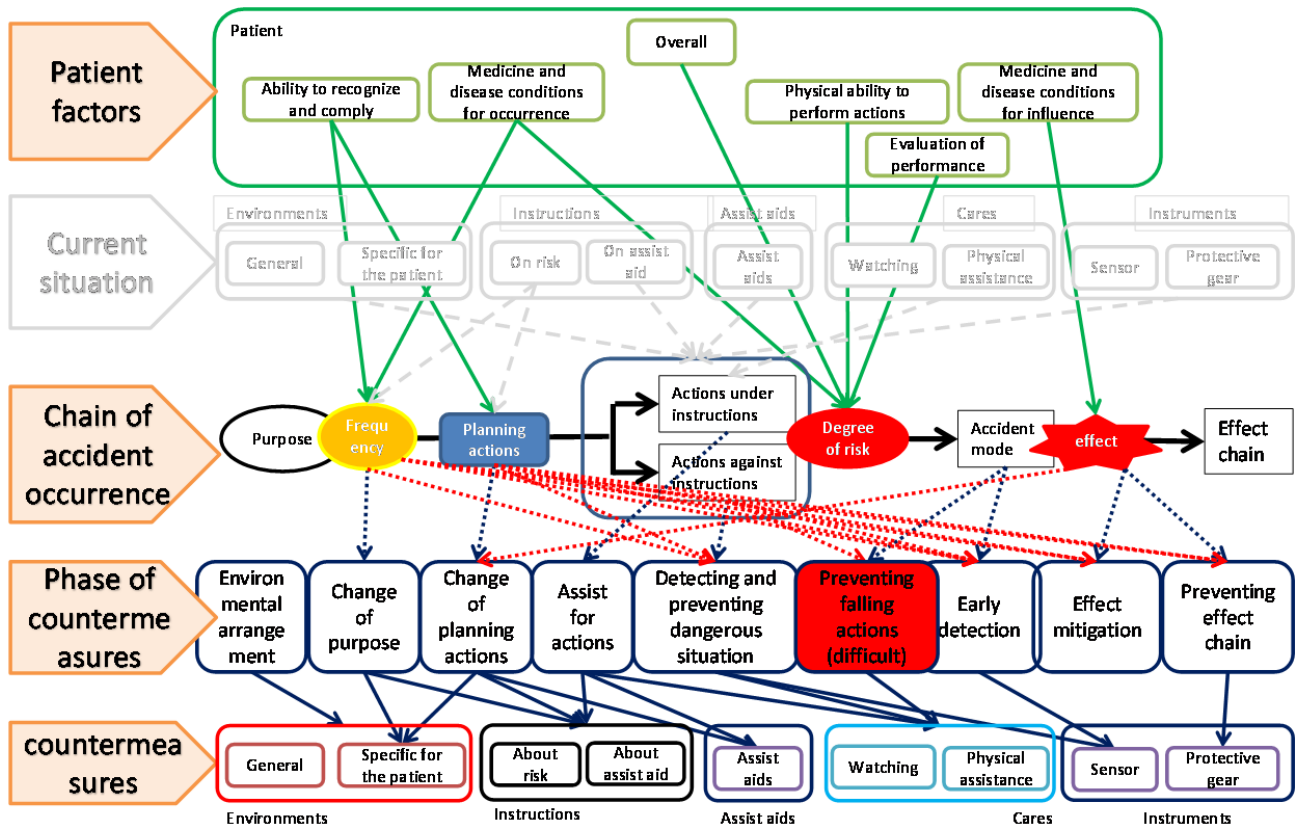 Patient
factors
Patient
Overall
Ability to recognize
and comply
Medicine and
disease conditions
for occurrence
Physical ability to
perform actions
Medicine and
disease conditions
for influence
Evaluation of
performance
Current
situation
Environments
Instructions
Assist aids
Cares
Instruments
General
Specific for
the patient
On risk
On assist
aid
Assist
aids
Watching
Physical
assistance
Sensor
Protective
gear
Chain of
accident
occurrence
Purpose
Frequ
ency
Planning
actions
Actions under
instructions
Actions against
instructions
Degree
of risk
Accident
mode
effect
Effect
chain
Phase of
counterme
asures
Environ
mental
arrange
ment
Change
of
purpose
Change
of
planning
actions
Assist
for
actions
Detecting and
preventing
dangerous
situation
Preventing
falling
actions
(difficult)
Early
detection
Effect
mitigation
Preventing
effect
chain
countermea
sures
General
Specific for
the patient
About
risk
About
assist aid
Assist
aids
Watching
Physical
assistance
Sensor
Protective
gear
Environments
Instructions
Assist aids
Cares
Instruments